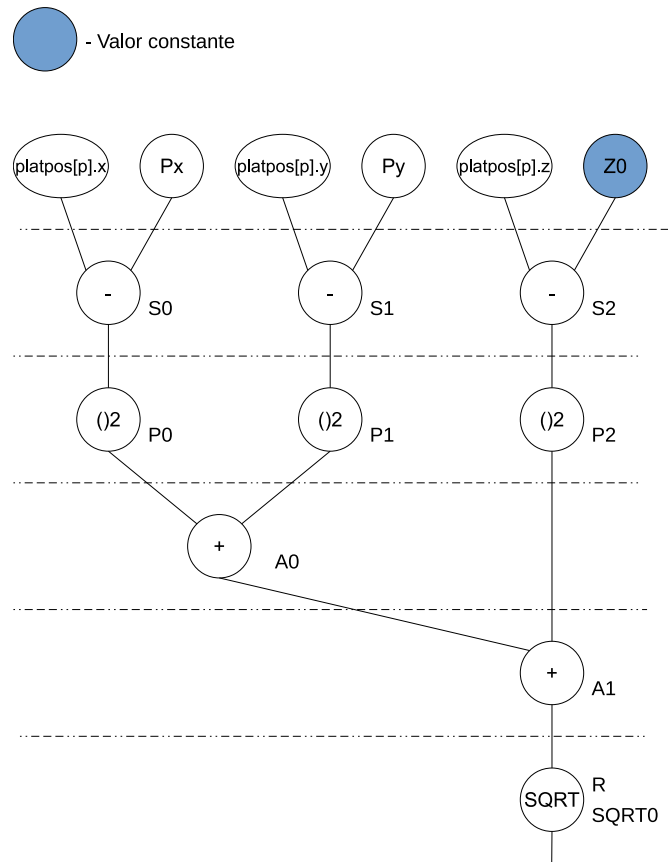 - Valor constante
platpos[p].x Px platpos[p].y Py platpos[p].z Z0
- - -
S0 S1 S2
()2 ()2 ()2
P0 P1 P2
+
A0
+
A1
SQRT R
SQRT0